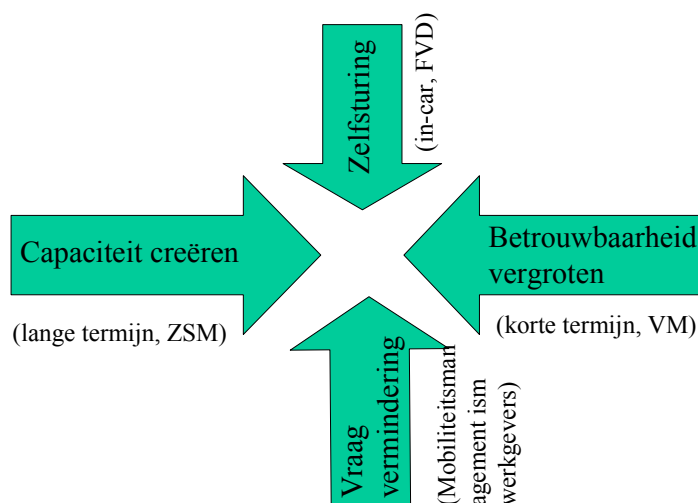 Zelfsturing
(in-car, FVD)
Capaciteit creëren
(lange termijn, ZSM)
Betrouwbaarheid
vergroten
(korte termijn, VM)
Vraag
vermindering
(Mobiliteitsman
agement ism
werkgevers)